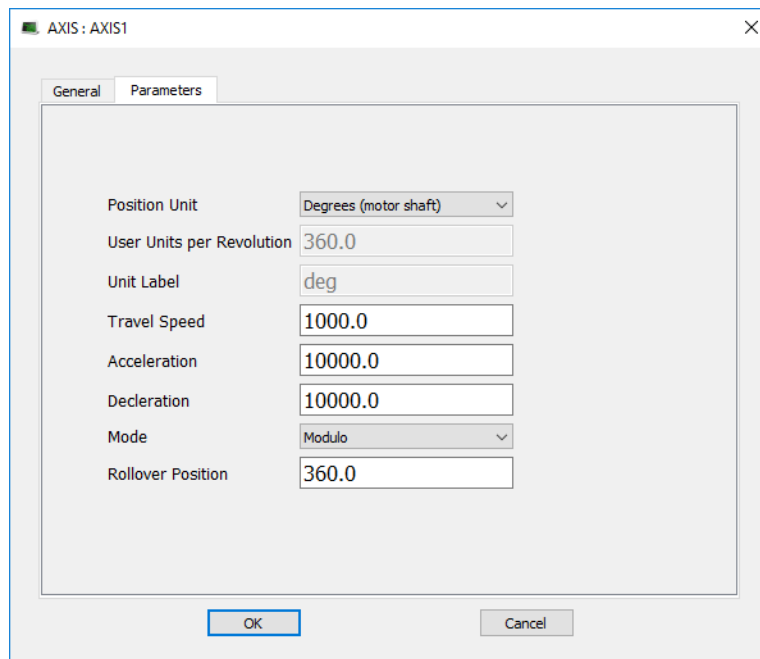 AXIS : AXIS1
General Parameters
Position Unit Degrees (motor shaft)
User Units per Revolution 360.0
Unit Label deg
Travel Speed 1000.0
Acceleration 10000.0
Decleration 10000.0
Mode Modulo
Rollover Position 360.0
OK Cancel